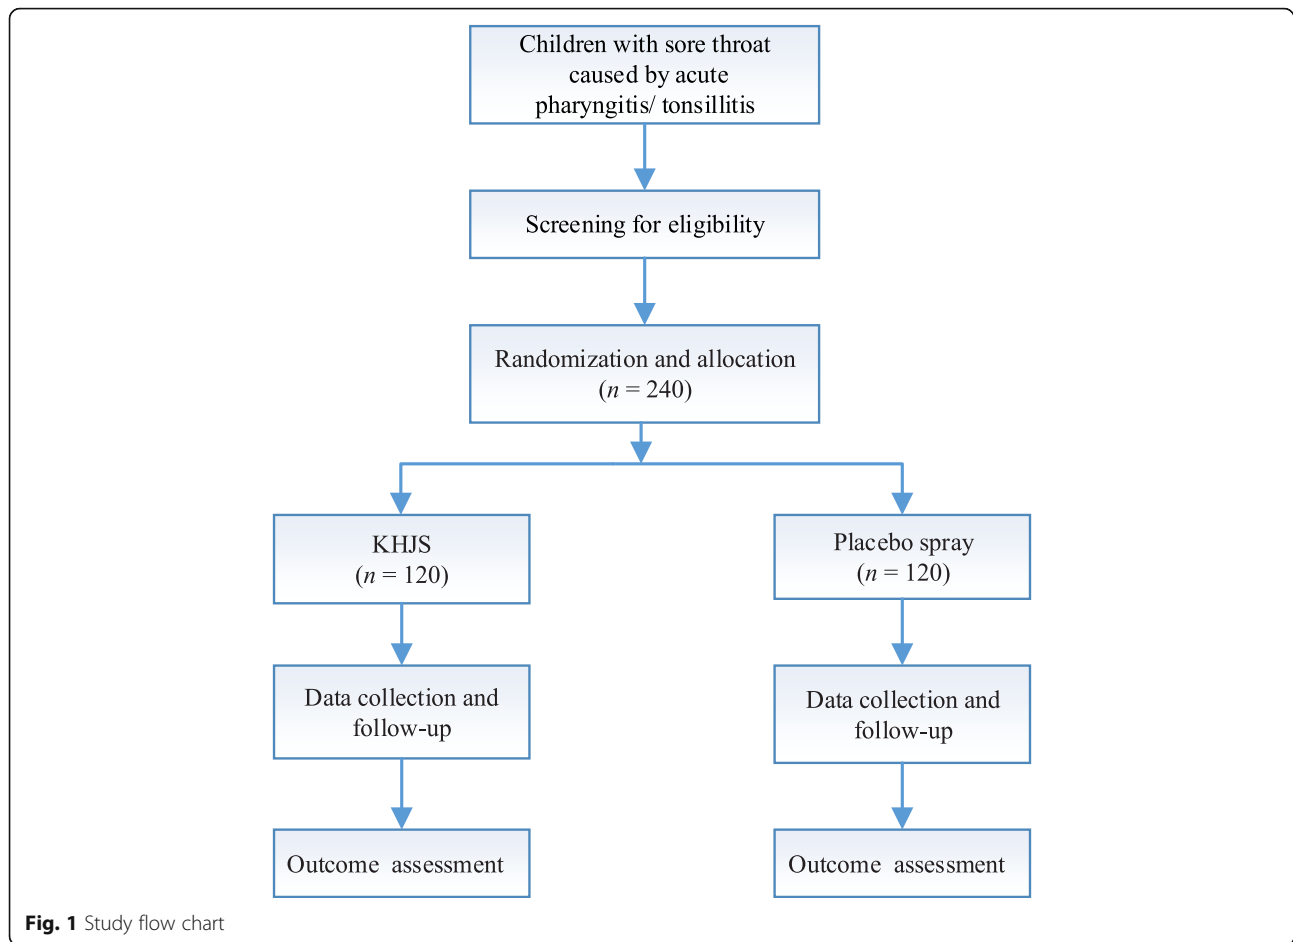 Children with sore throat
caused by acute
pharyngitis/ tonsillitis
Screening for eligibility
Randomization and allocation
(n = 240)
KHJS
(n = 120)
Placebo spray
(n = 120)
Data collection and
follow-up
Data collection and
follow-up
Outcome assessment
Outcome assessment
Fig. 1 Study flow chart